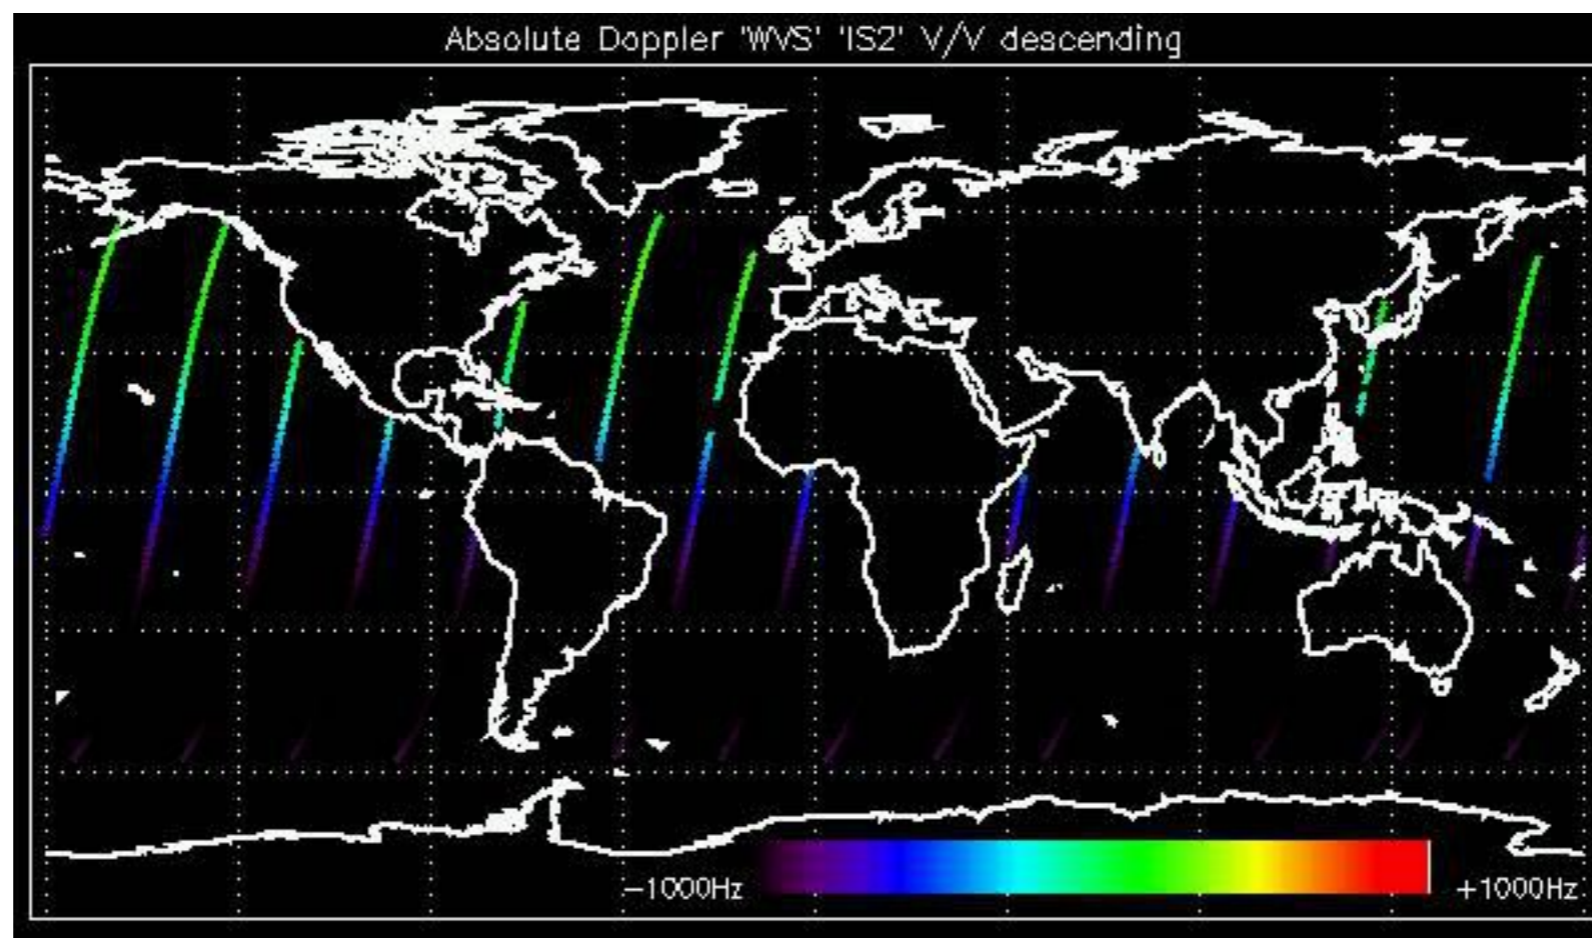 Absolute Doppler 'WVS' 'IS2' V/V descending
−1000Hz
+1000Hz